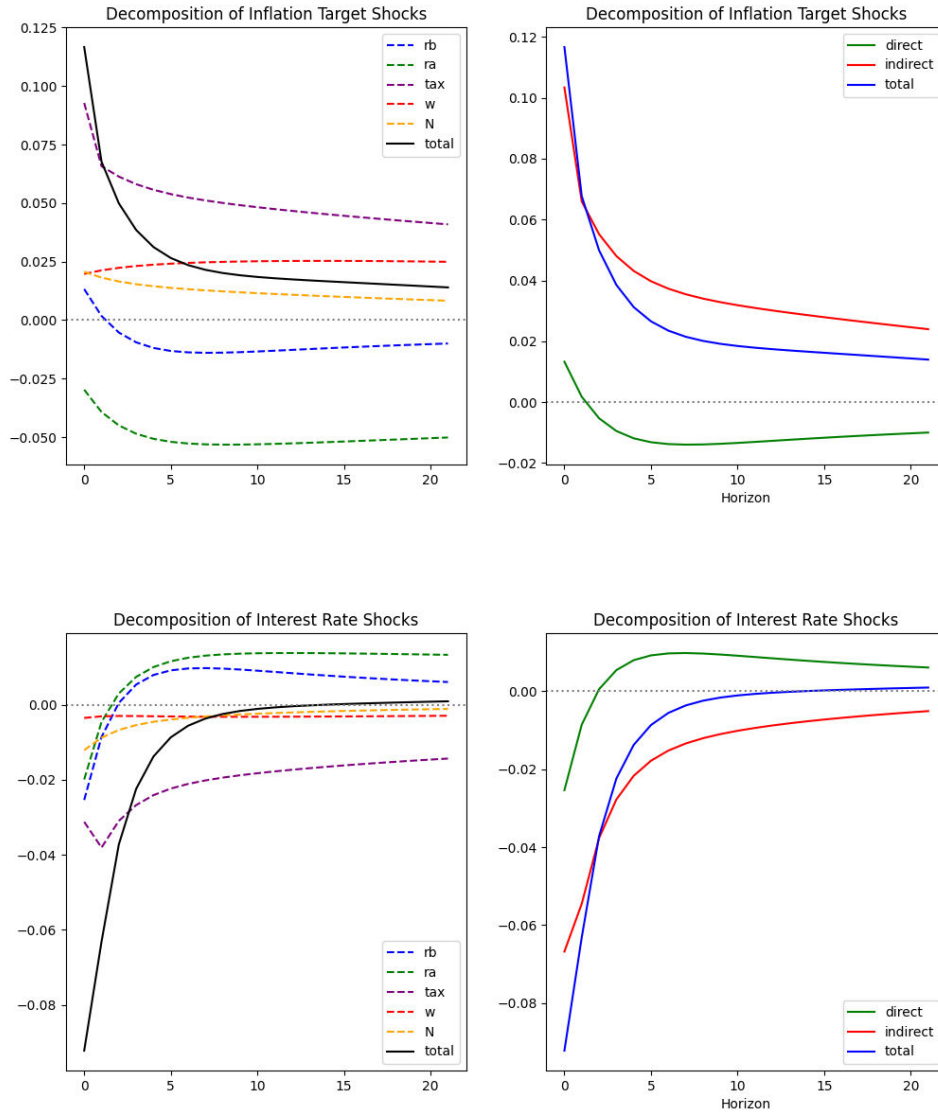 Decomposition of Inflation Target Shocks
0.125
0.100
0.075
0.050
0.025
0.000
−0.025
−0.050
0
5
10
15
20
rb
ra
tax
w
N
total
Decomposition of Inflation Target Shocks
0.12
0.10
0.08
0.06
0.04
0.02
0.00
−0.02
0
5
10
15
20
Horizon
direct
indirect
total
Decomposition of Interest Rate Shocks
0.00
−0.02
−0.04
−0.06
−0.08
0
5
10
15
20
rb
ra
tax
w
N
total
Decomposition of Interest Rate Shocks
0.00
−0.02
−0.04
−0.06
−0.08
0
5
10
15
20
Horizon
direct
indirect
total